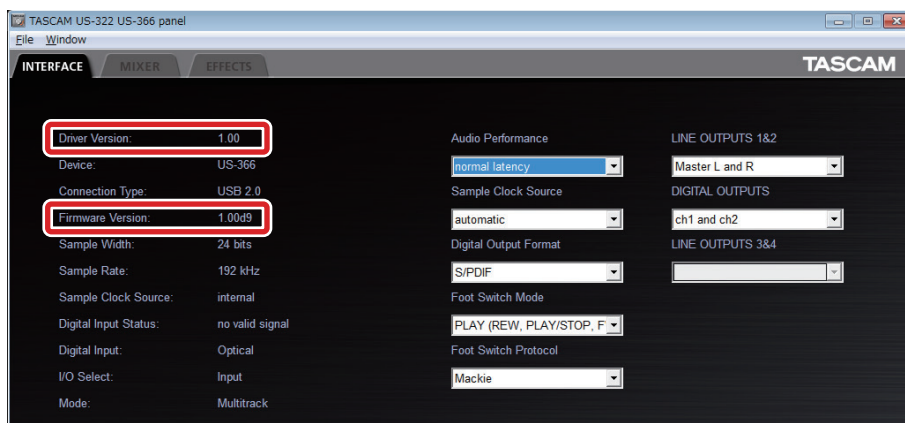 TASCAM US-322 US-366 panel
File Window
INTERFACE MIXER EFFECTS TASCAM
Driver Version: 1.00
Device: US-366
Connection Type: USB 2.0
Firmware Version: 1.00d9
Sample Width: 24 bits
Sample Rate: 192 kHz
Sample Clock Source: internal
Digital Input Status: no valid signal
Digital Input: Optical
I/O Select: Input
Mode: Multitrack
Audio Performance
normal latency
Sample Clock Source
automatic
Digital Output Format
S/PDIF
Foot Switch Mode
PLAY (REW, PLAY/STOP, F
Foot Switch Protocol
Mackie
LINE OUTPUTS 1&2
Master L and R
DIGITAL OUTPUTS
ch1 and ch2
LINE OUTPUTS 3&4